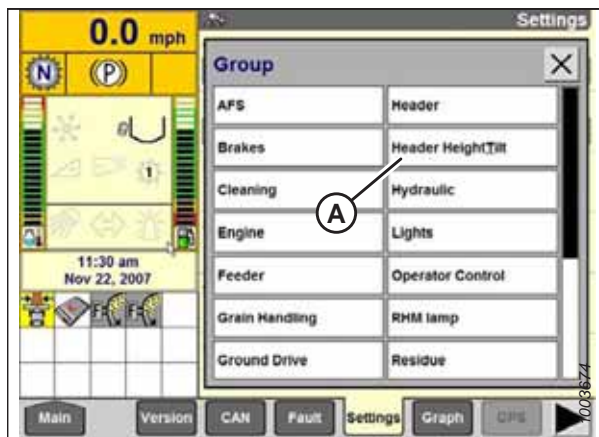 0.0 mph
Settings
N
(P)
Group
X
AFS
Header
Brakes
Header Height/Tilt
1
Cleaning
Hydraulic
A
Engine
Lights
11:30 am
Nov 22, 2007
Feeder
Operator Control
Grain Handling
RHM lamp
Ground Drive
Residue
Main
Version
CAN
Fault
Settings
Graph
GPS
1003674